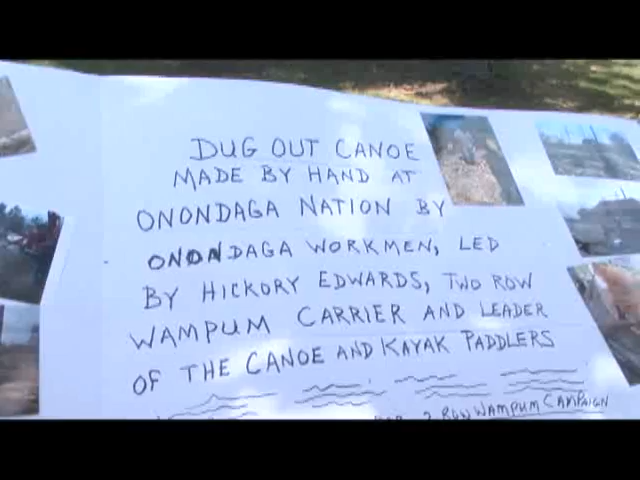 DUG OUT CANOE
MADE BY HAND AT
ONONDAGA NATION BY
ONONDAGA WORKMEN, LED
BY HICKORY EDWARDS, TWO ROW
WAMPUM CARRIER AND LEADER
OF THE CANOE AND KAYAK PADDLERS
2 ROW WAMPUM CAMPAIGN